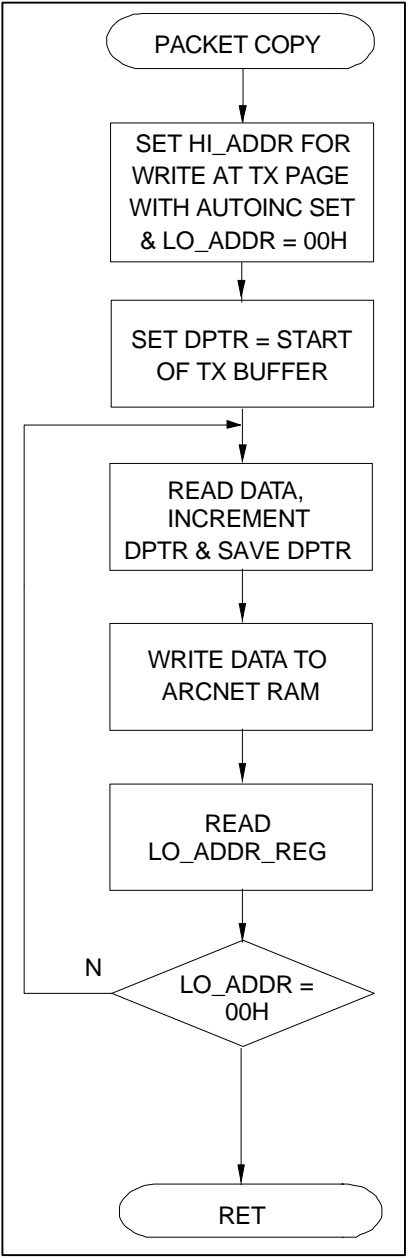 PACKET COPY
SET HI_ADDR FOR
WRITE AT TX PAGE
WITH AUTOINC SET
& LO_ADDR = 00H
SET DPTR = START
OF TX BUFFER
READ DATA,
INCREMENT
DPTR & SAVE DPTR
WRITE DATA TO
ARCNET RAM
READ
LO_ADDR_REG
N
LO_ADDR =
00H
RET